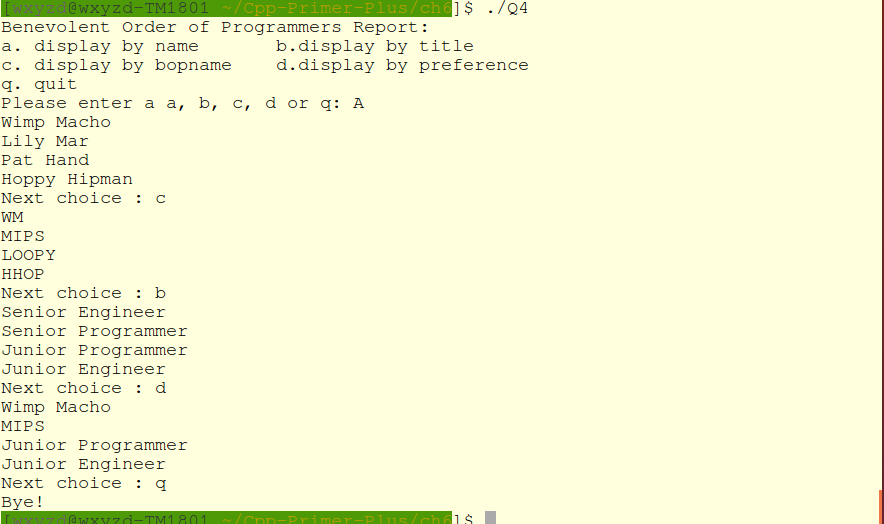 [wxyzd@wxyzd-TM1801 ~/Cpp-Primer-Plus/ch6]$ ./Q4
Benevolent Order of Programmers Report:
a. display by name       b.display by title
c. display by bopname    d.display by preference
q. quit
Please enter a a, b, c, d or q: A
Wimp Macho
Lily Mar
Pat Hand
Hoppy Hipman
Next choice : c
WM
MIPS
LOOPY
HHOP
Next choice : b
Senior Engineer
Senior Programmer
Junior Programmer
Junior Engineer
Next choice : d
Wimp Macho
MIPS
Junior Programmer
Junior Engineer
Next choice : q
Bye!
[wxyzd@wxyzd-TM1801 ~/Cpp-Primer-Plus/ch6]$